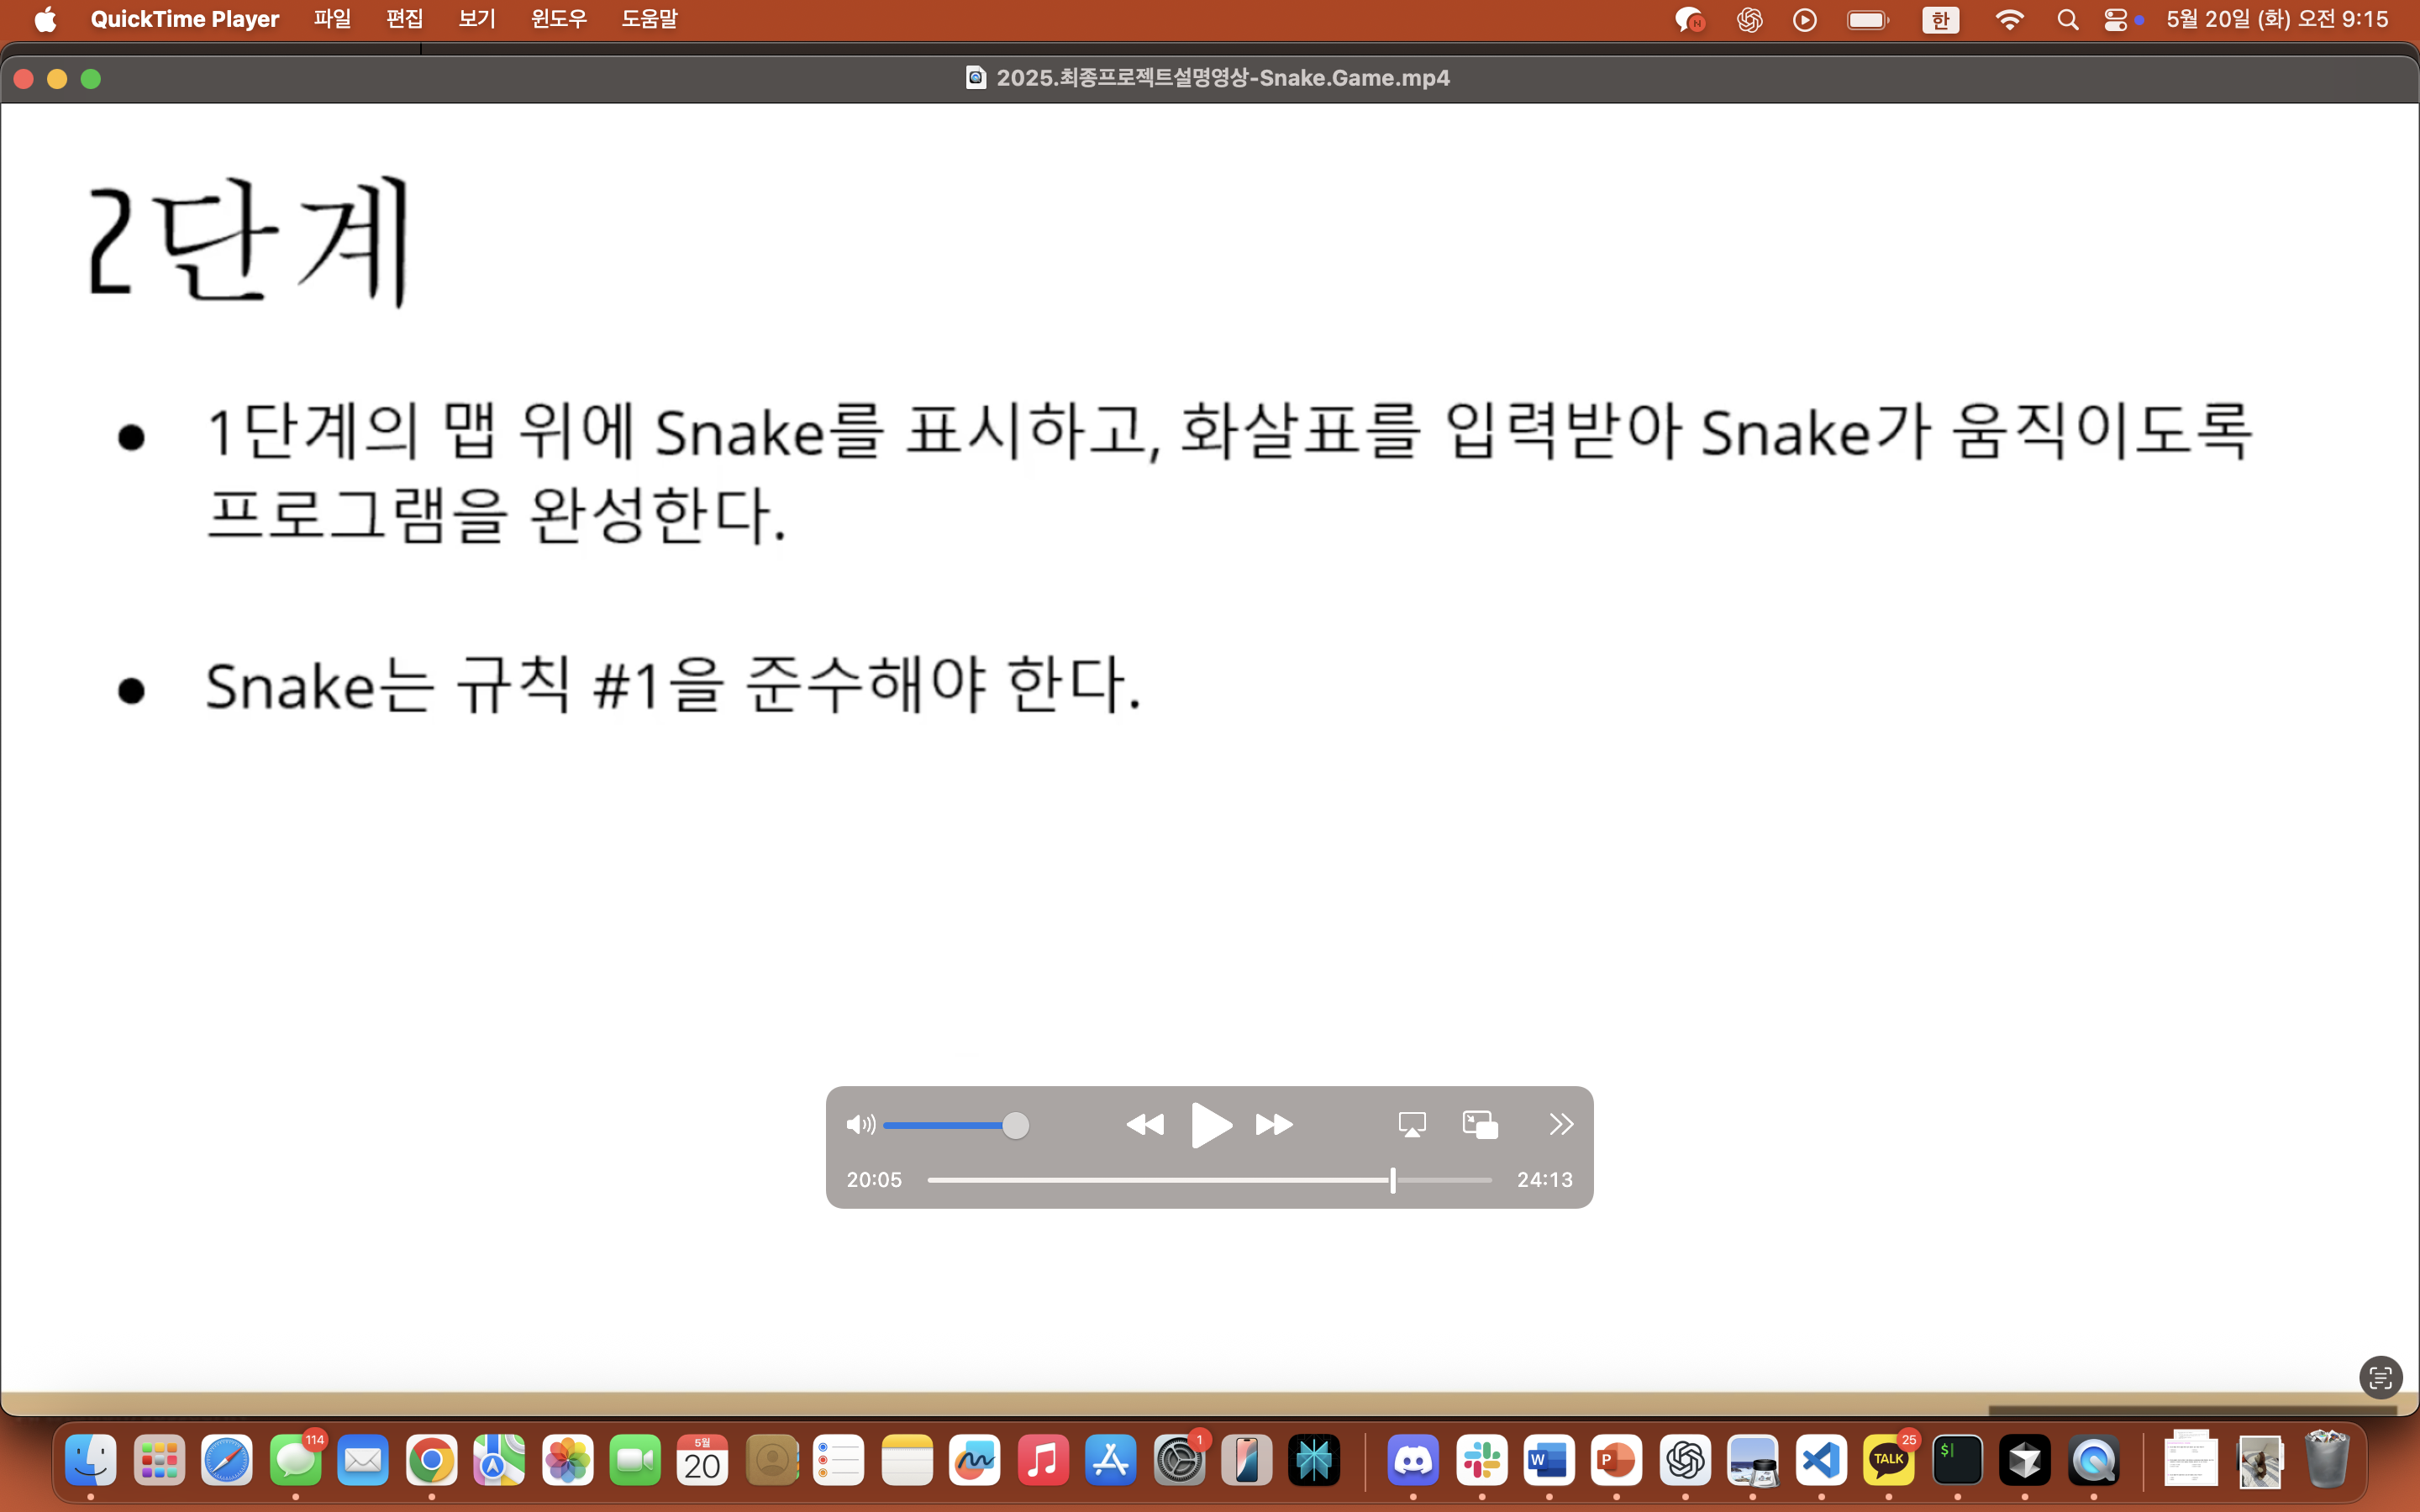 QuickTime Player 파일 편집 보기 윈도우 도움말 한 5월 20일 (화) 오전 9:15
2025.최종프로젝트설명영상-Snake.Game.mp4
2단계
• 1단계의 맵 위에 Snake를 표시하고, 화살표를 입력받아 Snake가 움직이도록
프로그램을 완성한다.
• Snake는 규칙 #1을 준수해야 한다.
20:05 24:13
114 5월 20 1 W P TALK 25 $